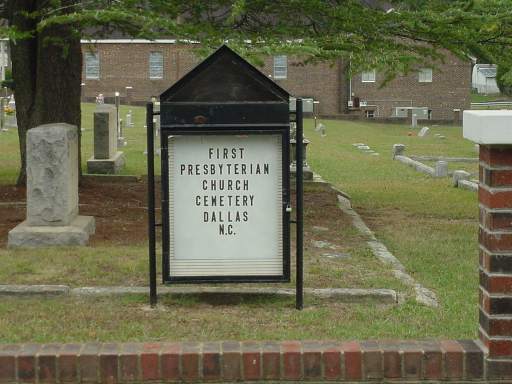 FIRST
PRESBYTERIAN
CHURCH
CEMETERY
DALLAS
N.C.